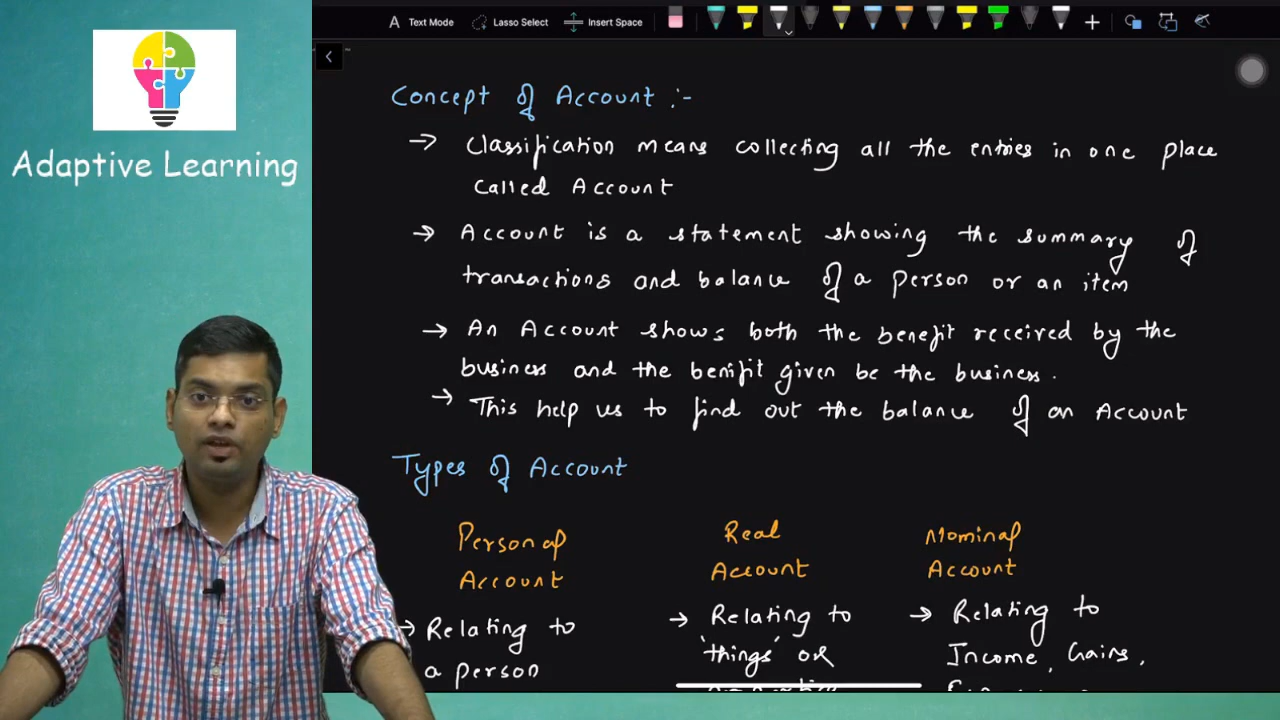 Text Mode
Lasso Select
Insert Space
Adaptive Learning
Concept of Account :-
→ Classification means collecting all the entries in one place
called Account
→ Account is a statement showing the summary of
transactions and balance of a person or an item
→ An Account shows both the benefit received by the
business and the benifit given be the business.
→ This help us to find out the balance of an Account
Types of Account
Personal
Account
→ Relating to
a person
Real
Account
→ Relating to
'things' or
Nominal
Account
→ Relating to
Income, Gains,